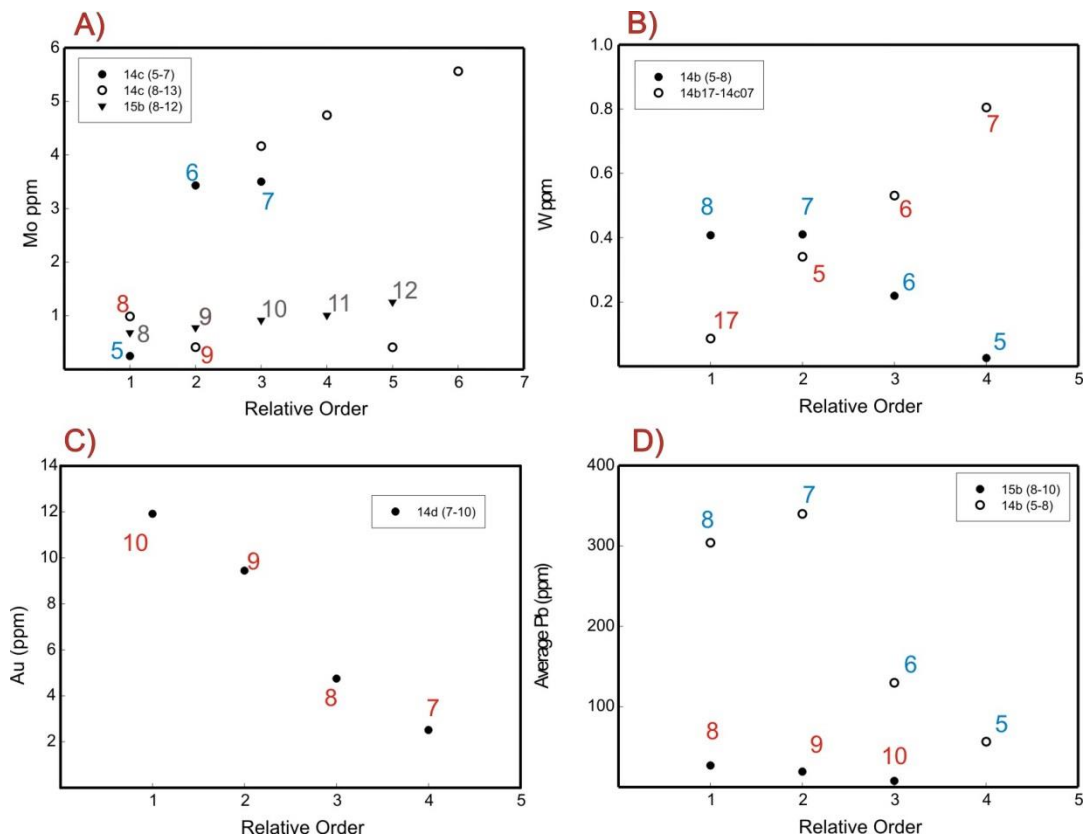 A)
6
5
4
3
2
1
Mo ppm
14c (5-7)
14c (8-13)
15b (8-12)
6
7
8
8
5
9
9
10
11
12
1 2 3 4 5 6 7
Relative Order
B)
1.0
0.8
0.6
0.4
0.2
W ppm
14b (5-8)
14b17-14c07
8
7
7
6
5
6
17
5
1 2 3 4 5
Relative Order
C)
14
12
10
8
6
4
2
Au (ppm)
14d (7-10)
10
9
8
7
1 2 3 4 5
Relative Order
D)
400
300
200
100
Average Pb (ppm)
15b (8-10)
14b (5-8)
8
7
6
5
8
9
10
1 2 3 4 5
Relative Order